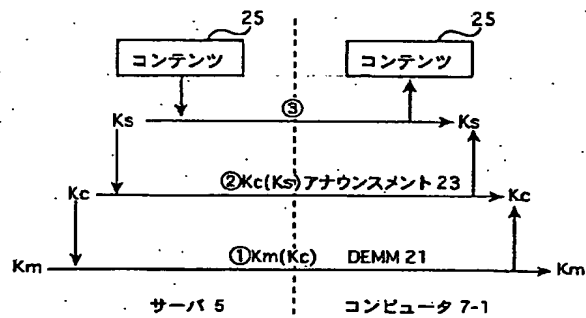 25 25
コンテンツ コンテンツ
Ks ③ Ks
Kc ②Kc(Ks)アナウンスメント 23 Kc
Km ①Km(Kc) DEMM 21 Km
サーバ 5 コンピュータ 7-1